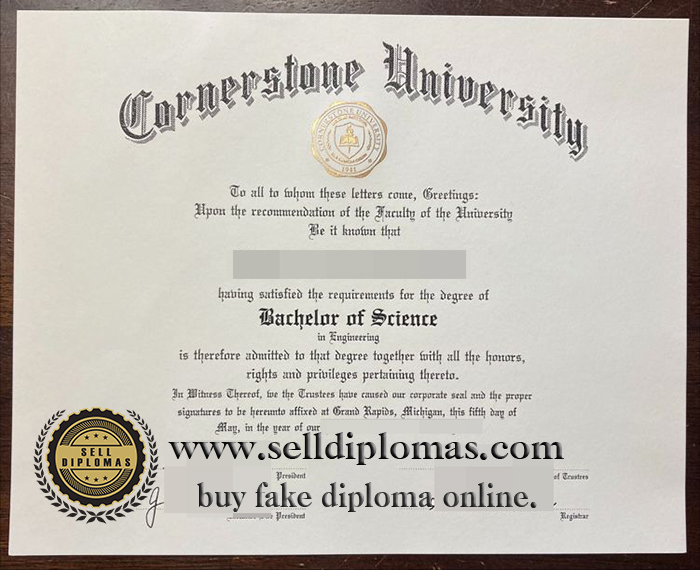 Cornerstone University
CORNERSTONE UNIVERSITY
1941
To all to whom these letters come, Greetings:
Upon the recommendation of the Faculty of the University
Be it known that
having satisfied the requirements for the degree of
Bachelor of Science
in Engineering
is therefore admitted to that degree together with all the honors,
rights and privileges pertaining thereto.
In Witness Thereof, we the Trustees have caused our corporate seal and the proper
signatures to be hereunto affixed at Grand Rapids, Michigan, this fifth day of
May, in the year of our
SELL
DIPLOMAS
www.selldiplomas.com
President
of Trustees
buy fake diploma online.
President
Registrar